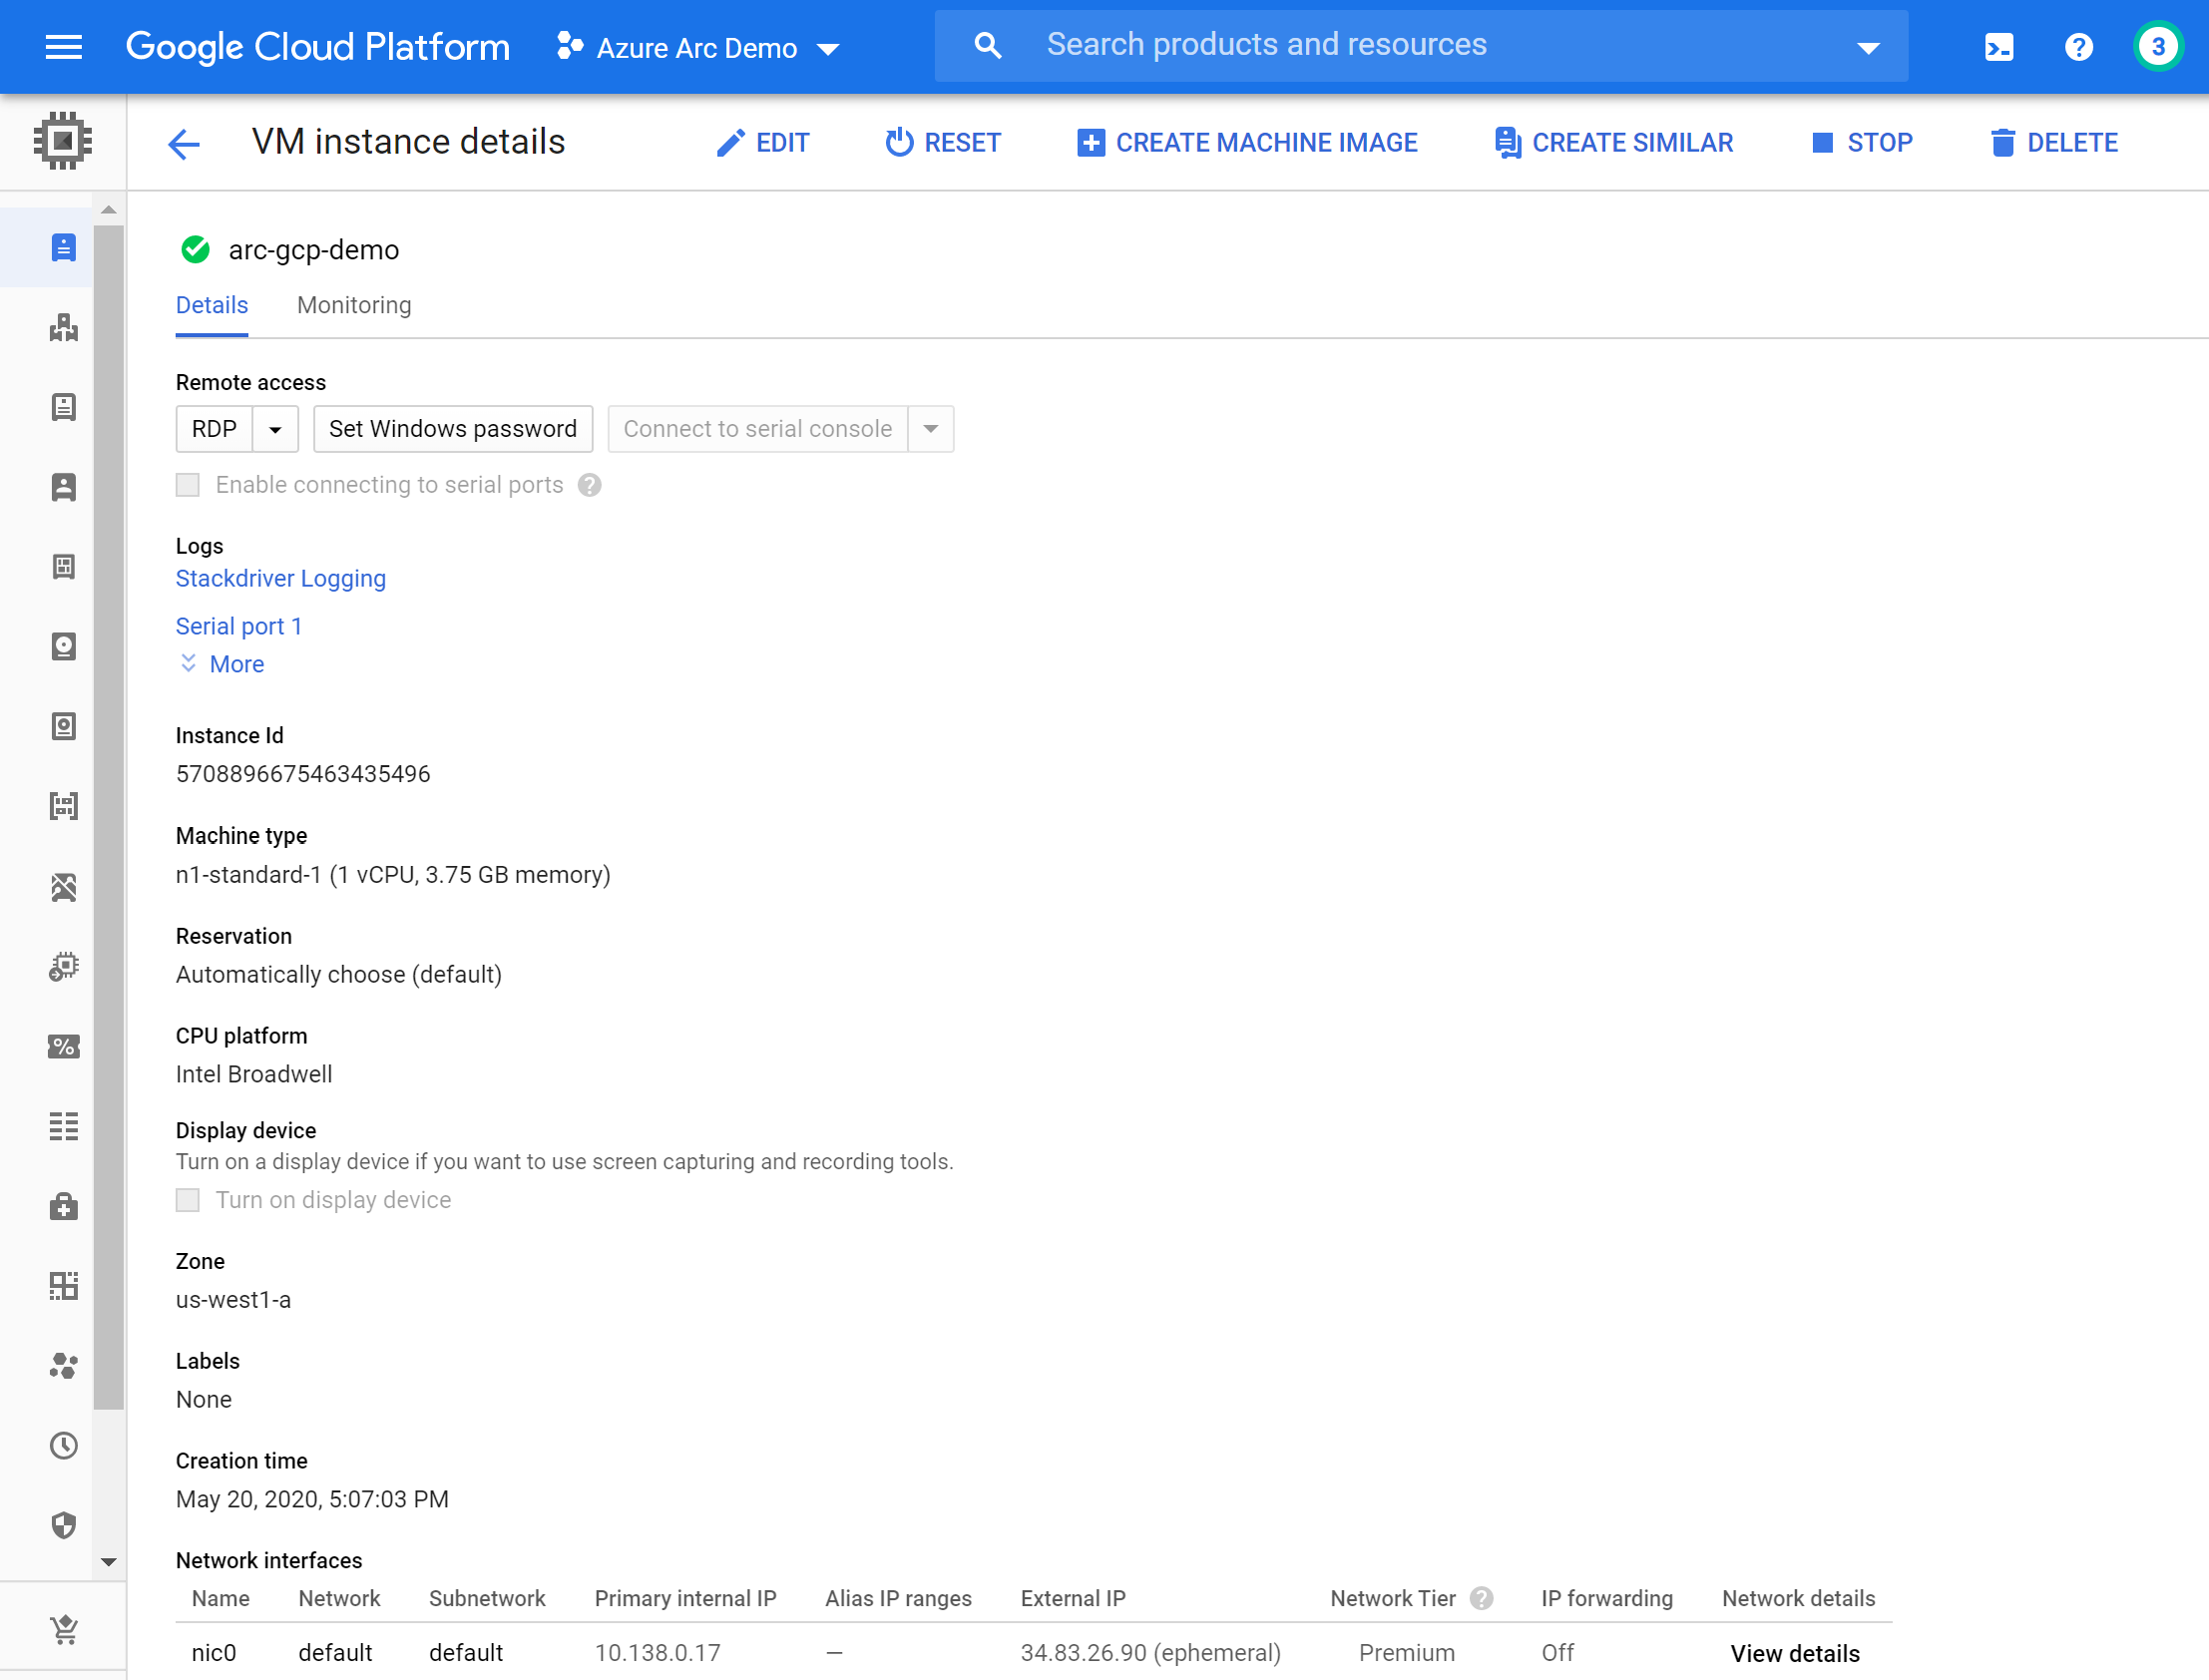 Google Cloud Platform Azure Arc Demo Search products and resources 3
VM instance details EDIT RESET CREATE MACHINE IMAGE CREATE SIMILAR STOP DELETE
arc-gcp-demo
Details Monitoring
Remote access
RDP Set Windows password Connect to serial console
Enable connecting to serial ports
Logs
Stackdriver Logging
Serial port 1
More
Instance Id
5708896675463435496
Machine type
n1-standard-1 (1 vCPU, 3.75 GB memory)
Reservation
Automatically choose (default)
CPU platform
Intel Broadwell
Display device
Turn on a display device if you want to use screen capturing and recording tools.
Turn on display device
Zone
us-west1-a
Labels
None
Creation time
May 20, 2020, 5:07:03 PM
Network interfaces
Name Network Subnetwork Primary internal IP Alias IP ranges External IP Network Tier IP forwarding Network details
nic0 default default 10.138.0.17 — 34.83.26.90 (ephemeral) Premium Off View details